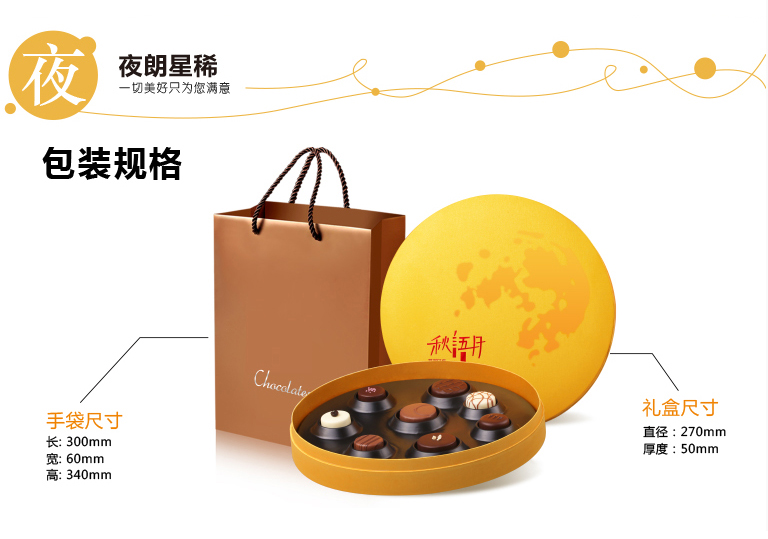 夜
夜朗星稀
一切美好只为您满意
包装规格
秋语月
Chocolate
手袋尺寸
长: 300mm
宽: 60mm
高: 340mm
礼盒尺寸
直径：270mm
厚度：50mm